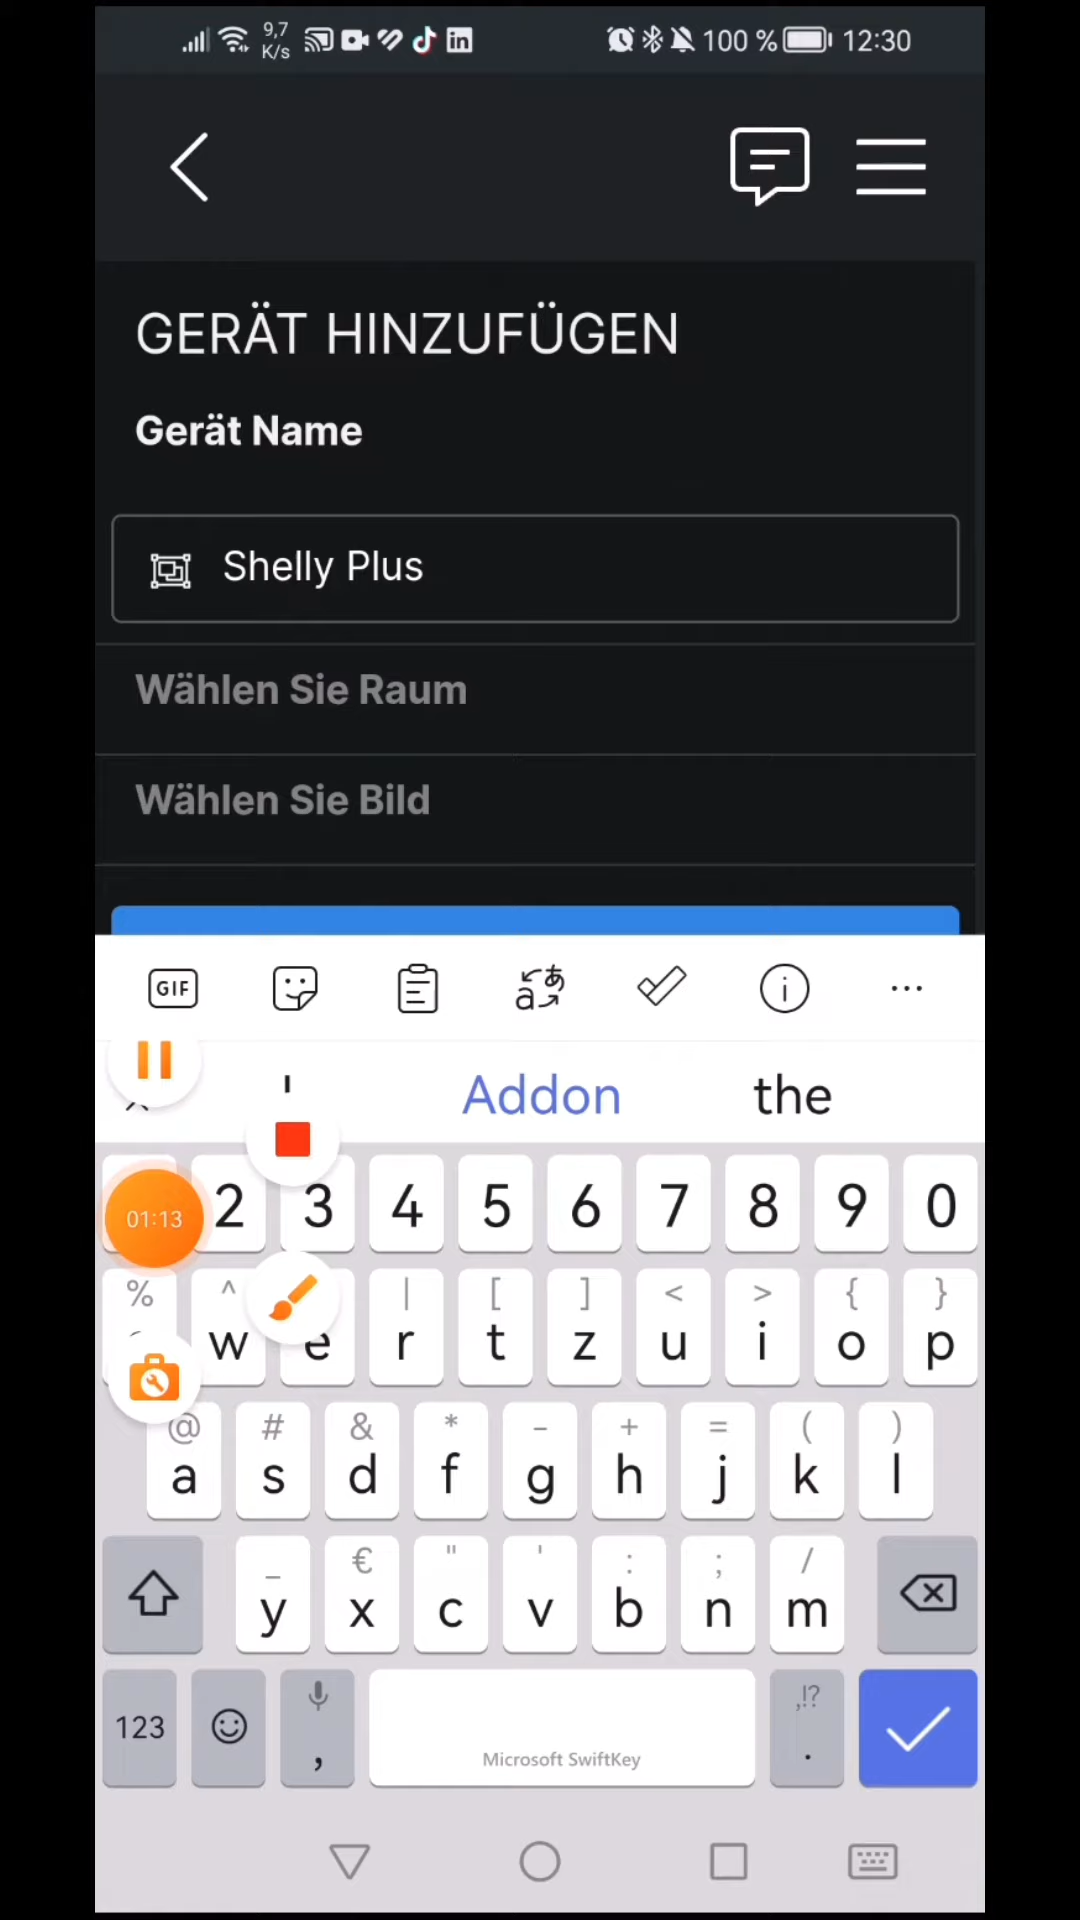 9,7 K/s 100 % 12:30
GERÄT HINZUFÜGEN
Gerät Name
Shelly Plus
Wählen Sie Raum
Wählen Sie Bild
GIF
' Addon the
01:13 2 3 4 5 6 7 8 9 0
% ^ | [ ] < > { }
w e r t z u i o p
@ # & * - + = ( )
a s d f g h j k l
_ € " ' : ; /
y x c v b n m
123 , Microsoft SwiftKey ,!? .